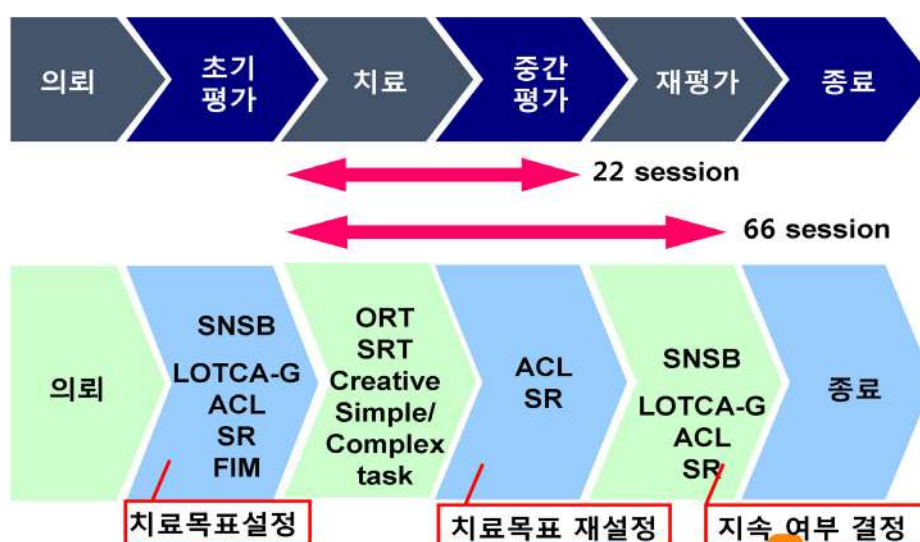 의뢰
초기
평가
치료
중간
평가
재평가
종료
22 session
66 session
의뢰
SNSB
LOTCA-G
ACL
SR
FIM
ORT
SRT
Creative
Simple/
Complex
task
ACL
SR
SNSB
LOTCA-G
ACL
SR
종료
치료목표설정
치료목표 재설정
지속 여부 결정